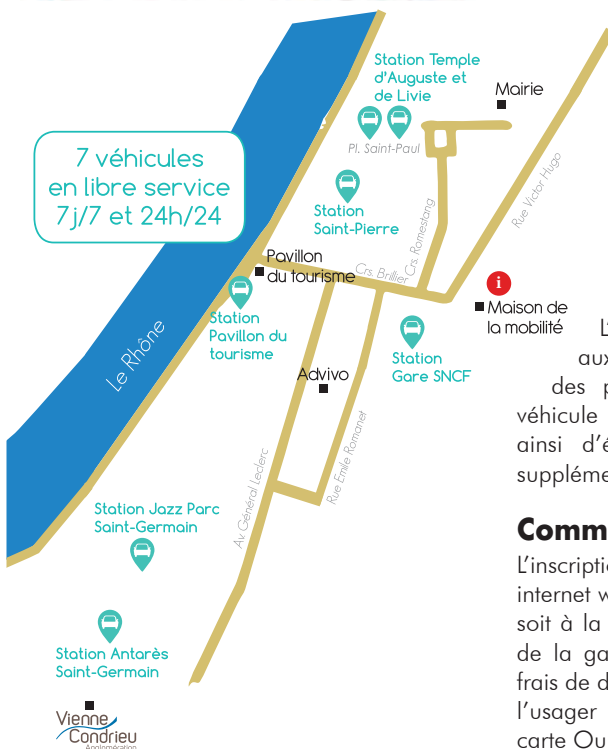 Station Temple
d'Auguste et
de Livie
Mairie
Pl. Saint-Paul
7 véhicules
en libre service
7j/7 et 24h/24
Station
Saint-Pierre
Rue Victor Hugo
Crs. Romestang
Crs. Brillier
Pavillon
du tourisme
Station
Pavillon du
tourisme
Le Rhône
i
Maison de
la mobilité
Station
Gare SNCF
Advivo
Av. Général Leclerc
Rue Emile Romanet
Station Jazz Parc
Saint-Germain
Station Antarès
Saint-Germain
Vienne
Condrieu
Agglomération
L'
aux
des p
véhicule
ainsi d'é
suppléme
Comm
L'inscriptio
internet w
soit à la
de la ga
frais de d
l'usager
carte Ou